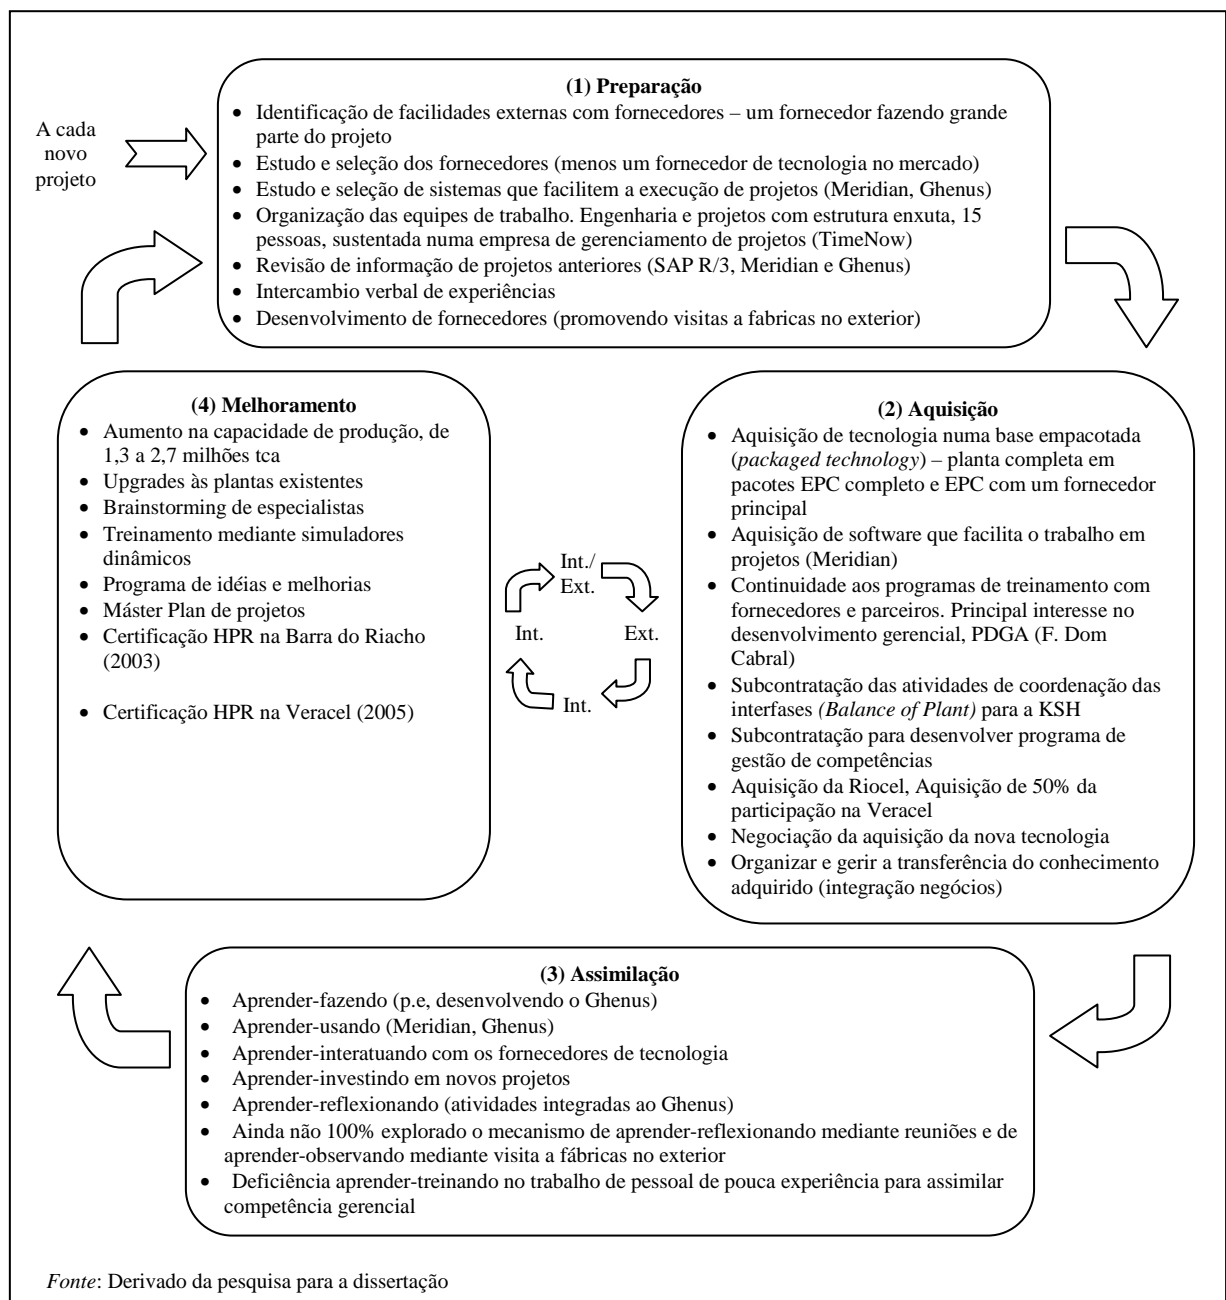 (1) Preparação
• Identificação de facilidades externas com fornecedores – um fornecedor fazendo grande
parte do projeto
• Estudo e seleção dos fornecedores (menos um fornecedor de tecnologia no mercado)
• Estudo e seleção de sistemas que facilitem a execução de projetos (Meridian, Ghenus)
• Organização das equipes de trabalho. Engenharia e projetos com estrutura enxuta, 15
pessoas, sustentada numa empresa de gerenciamento de projetos (TimeNow)
• Revisão de informação de projetos anteriores (SAP R/3, Meridian e Ghenus)
• Intercambio verbal de experiências
• Desenvolvimento de fornecedores (promovendo visitas a fabricas no exterior)
A cada
novo
projeto
(4) Melhoramento
• Aumento na capacidade de produção, de
1,3 a 2,7 milhões tca
• Upgrades às plantas existentes
• Brainstorming de especialistas
• Treinamento mediante simuladores
dinâmicos
• Programa de idéias e melhorias
• Máster Plan de projetos
• Certificação HPR na Barra do Riacho
(2003)
• Certificação HPR na Veracel (2005)
Int./
Ext.
Int.
Ext.
Int.
(2) Aquisição
• Aquisição de tecnologia numa base empacotada
(packaged technology) – planta completa em
pacotes EPC completo e EPC com um fornecedor
principal
• Aquisição de software que facilita o trabalho em
projetos (Meridian)
• Continuidade aos programas de treinamento com
fornecedores e parceiros. Principal interesse no
desenvolvimento gerencial, PDGA (F. Dom
Cabral)
• Subcontratação das atividades de coordenação das
interfases (Balance of Plant) para a KSH
• Subcontratação para desenvolver programa de
gestão de competências
• Aquisição da Riocel, Aquisição de 50% da
participação na Veracel
• Negociação da aquisição da nova tecnologia
• Organizar e gerir a transferência do conhecimento
adquirido (integração negócios)
(3) Assimilação
• Aprender-fazendo (p.e, desenvolvendo o Ghenus)
• Aprender-usando (Meridian, Ghenus)
• Aprender-interatuando com os fornecedores de tecnologia
• Aprender-investindo em novos projetos
• Aprender-reflexionando (atividades integradas ao Ghenus)
• Ainda não 100% explorado o mecanismo de aprender-reflexionando mediante reuniões e de
aprender-observando mediante visita a fábricas no exterior
• Deficiência aprender-treinando no trabalho de pessoal de pouca experiência para assimilar
competência gerencial
Fonte: Derivado da pesquisa para a dissertação